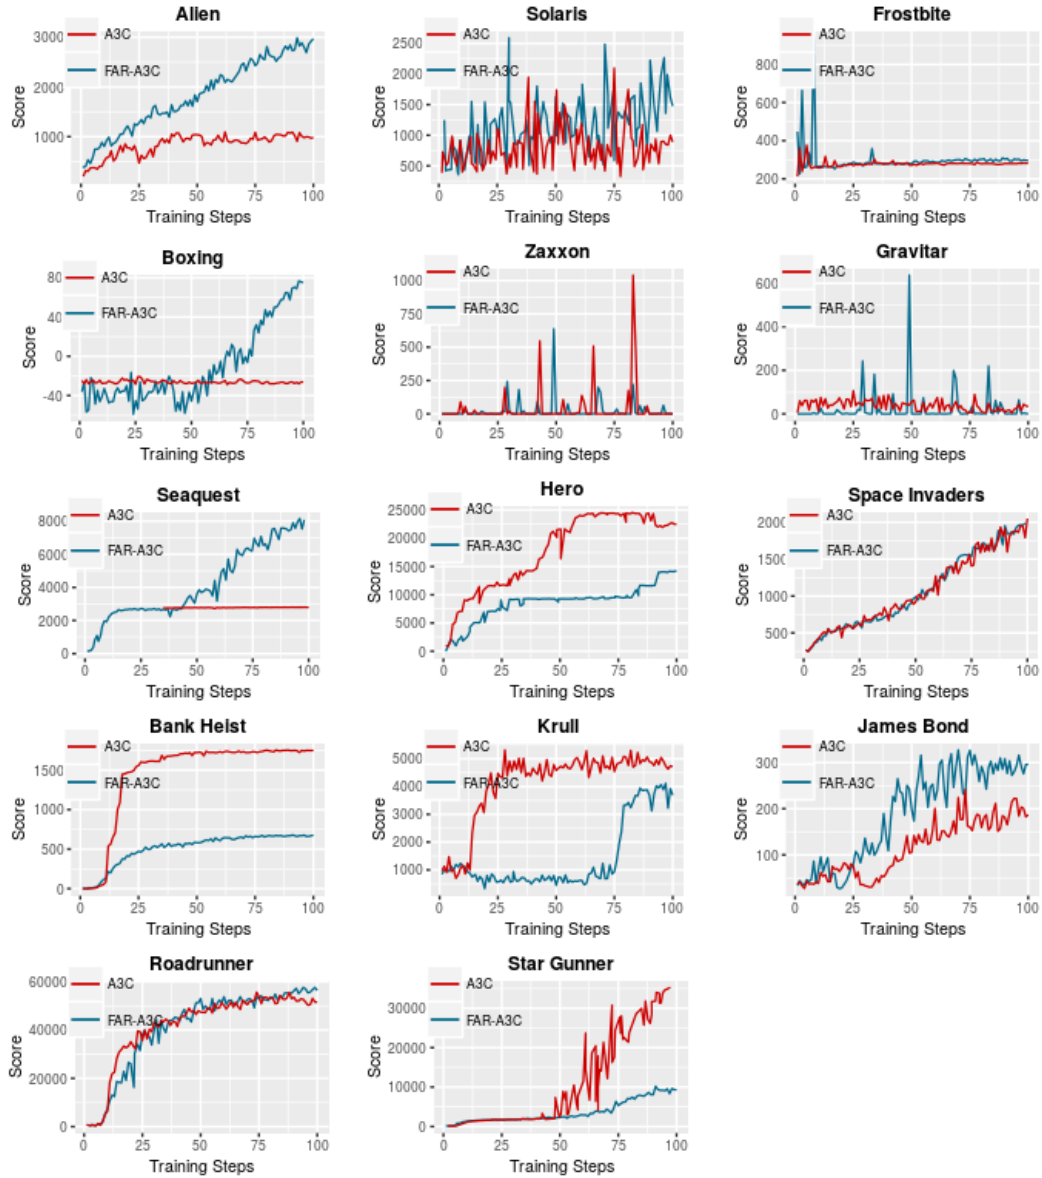 Alien
A3C
FAR-A3C
3000
2000
1000
Score
0 25 50 75 100
Training Steps
Solaris
A3C
FAR-A3C
2500
2000
1500
1000
500
Score
0 25 50 75 100
Training Steps
Frostbite
A3C
FAR-A3C
800
600
400
200
Score
0 25 50 75 100
Training Steps
Boxing
A3C
FAR-A3C
80
40
0
-40
Score
0 25 50 75 100
Training Steps
Zaxxon
A3C
FAR-A3C
1000
750
500
250
0
Score
0 25 50 75 100
Training Steps
Gravitar
A3C
FAR-A3C
600
400
200
0
Score
0 25 50 75 100
Training Steps
Seaquest
A3C
FAR-A3C
8000
6000
4000
2000
0
Score
0 25 50 75 100
Training Steps
Hero
A3C
FAR-A3C
25000
20000
15000
10000
5000
0
Score
0 25 50 75 100
Training Steps
Space Invaders
A3C
FAR-A3C
2000
1500
1000
500
Score
0 25 50 75 100
Training Steps
Bank Heist
A3C
FAR-A3C
1500
1000
500
0
Score
0 25 50 75 100
Training Steps
Krull
A3C
FAR-A3C
5000
4000
3000
2000
1000
Score
0 25 50 75 100
Training Steps
James Bond
A3C
FAR-A3C
300
200
100
Score
0 25 50 75 100
Training Steps
Roadrunner
A3C
FAR-A3C
60000
40000
20000
0
Score
0 25 50 75 100
Training Steps
Star Gunner
A3C
FAR-A3C
30000
20000
10000
0
Score
0 25 50 75 100
Training Steps